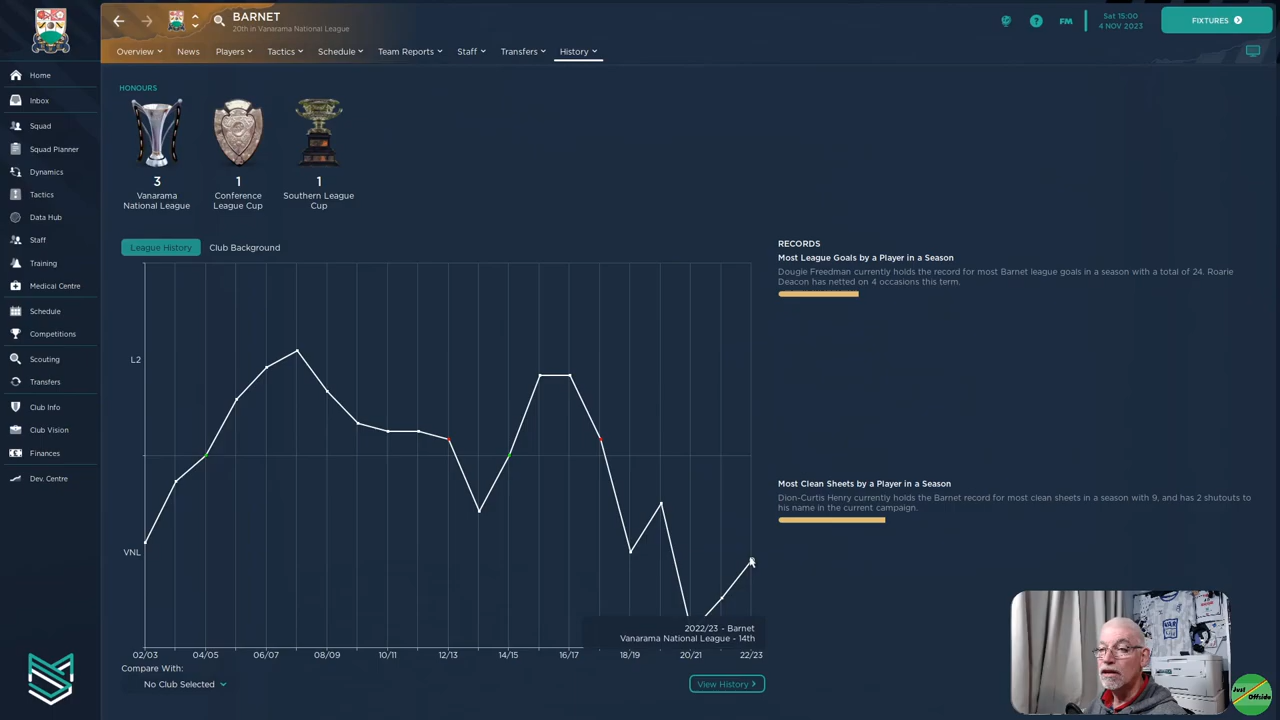 BARNET
20th in Vanarama National League
FM
Sat 15:00
4 NOV 2023
FIXTURES
Overview
News
Players
Tactics
Schedule
Team Reports
Staff
Transfers
History
Home
Inbox
Squad
Squad Planner
Dynamics
Tactics
Data Hub
Staff
Training
Medical Centre
Schedule
Competitions
Scouting
Transfers
Club Info
Club Vision
Finances
Dev. Centre
HONOURS
3
Vanarama
National League
1
Conference
League Cup
1
Southern League
Cup
League History
Club Background
L2
VNL
2022/23 - Barnet
Vanarama National League - 14th
02/03
04/05
06/07
08/09
10/11
12/13
14/15
16/17
18/19
20/21
22/23
Compare With:
No Club Selected
View History
RECORDS
Most League Goals by a Player in a Season
Dougie Freedman currently holds the record for most Barnet league goals in a season with a total of 24. Roarie
Deacon has netted on 4 occasions this term.
Most Clean Sheets by a Player in a Season
Dion-Curtis Henry currently holds the Barnet record for most clean sheets in a season with 9, and has 2 shutouts to
his name in the current campaign.
VAR
Just
Offside